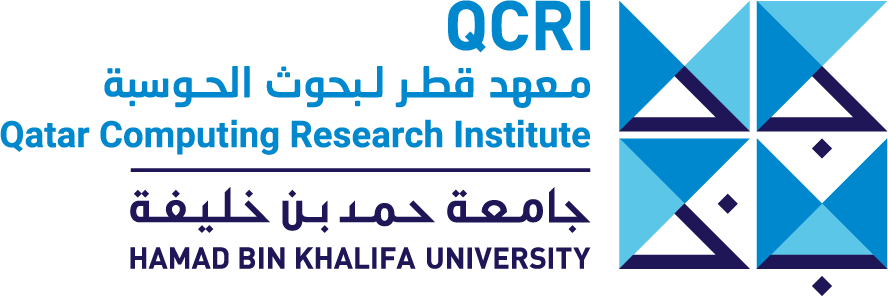 QCRI
معهد قطر لبحوث الحوسبة
Qatar Computing Research Institute
جامعة حمد بن خليفة
HAMAD BIN KHALIFA UNIVERSITY